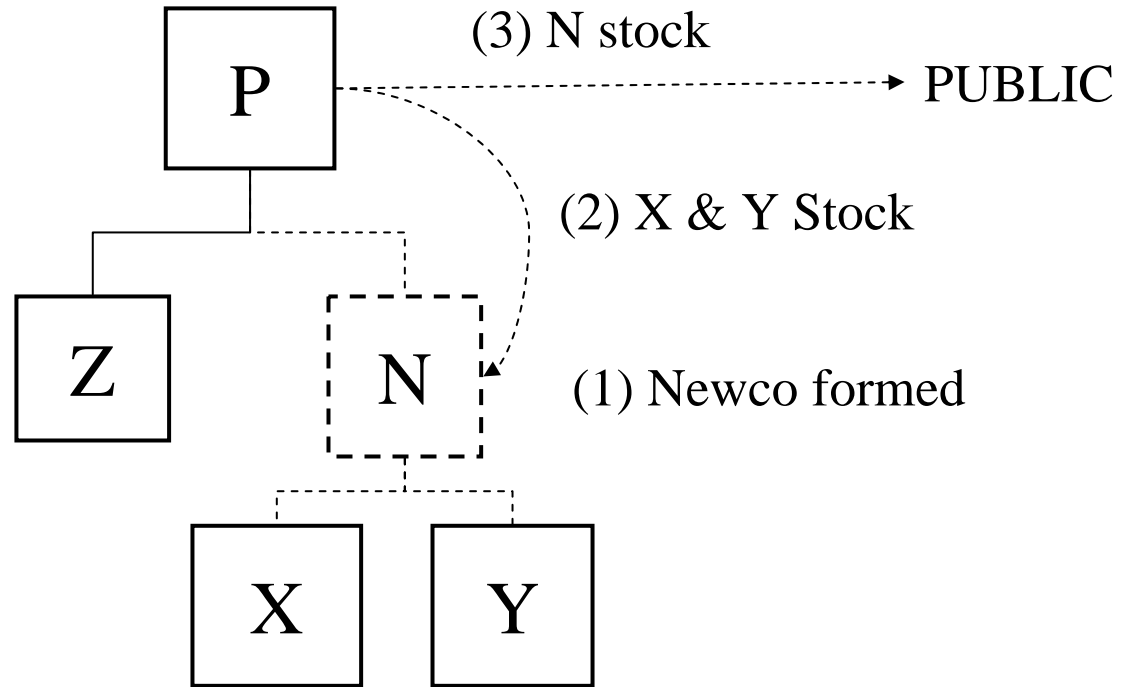 (3) N stock
P
PUBLIC
(2) X & Y Stock
Z
N
(1) Newco formed
X
Y